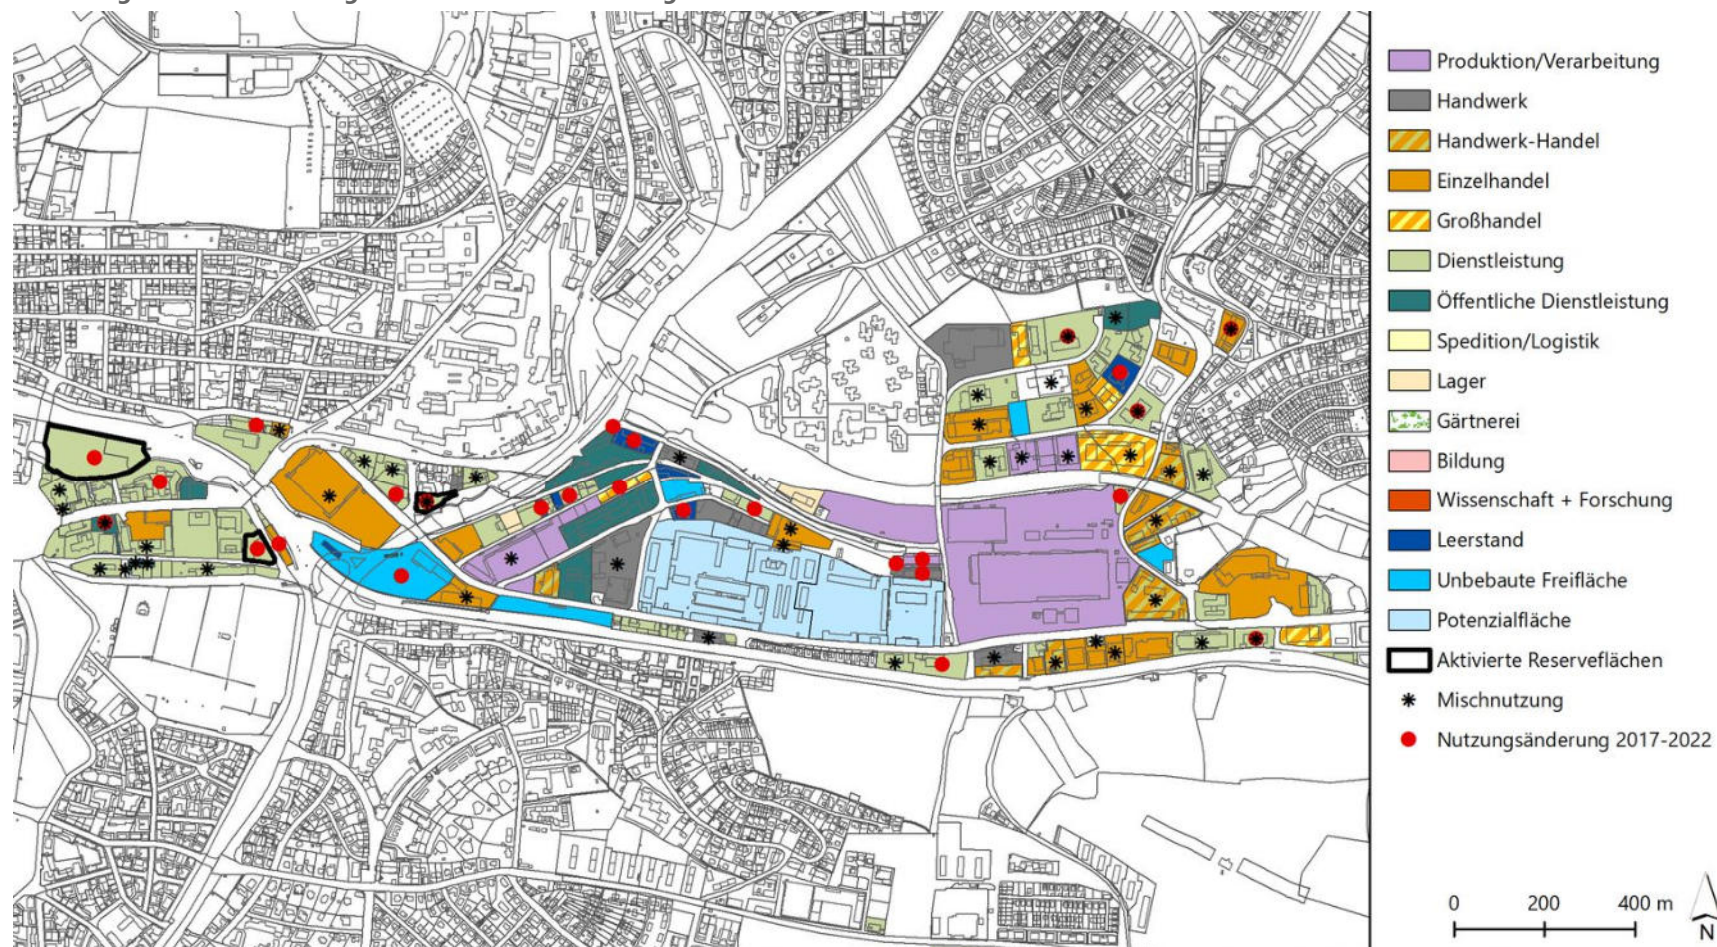 Produktion/Verarbeitung
Handwerk
Handwerk-Handel
Einzelhandel
Großhandel
Dienstleistung
Öffentliche Dienstleistung
Spedition/Logistik
Lager
Gärtnerei
Bildung
Wissenschaft + Forschung
Leerstand
Unbebaute Freifläche
Potenzialfläche
Aktivierte Reserveflächen
Mischnutzung
Nutzungsänderung 2017-2022
0 200 400 m
N